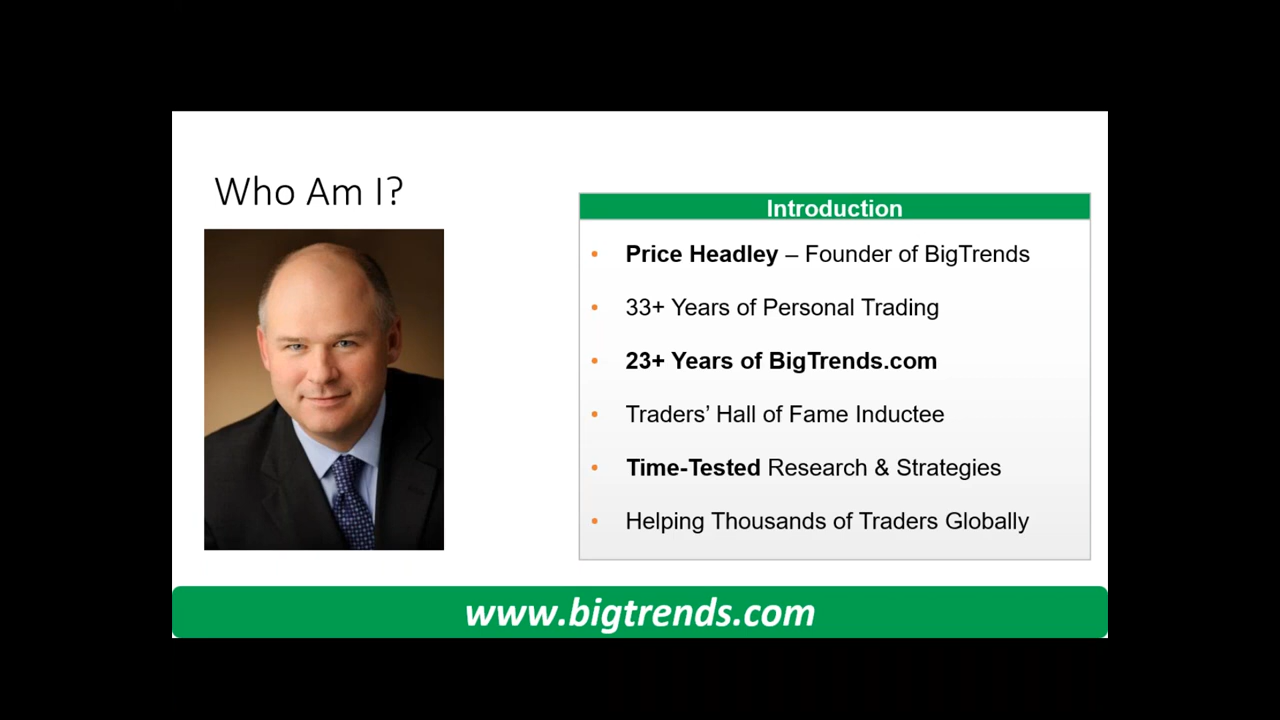 Who Am I?
Introduction
• Price Headley – Founder of BigTrends
• 33+ Years of Personal Trading
• 23+ Years of BigTrends.com
• Traders’ Hall of Fame Inductee
• Time-Tested Research & Strategies
• Helping Thousands of Traders Globally
www.bigtrends.com